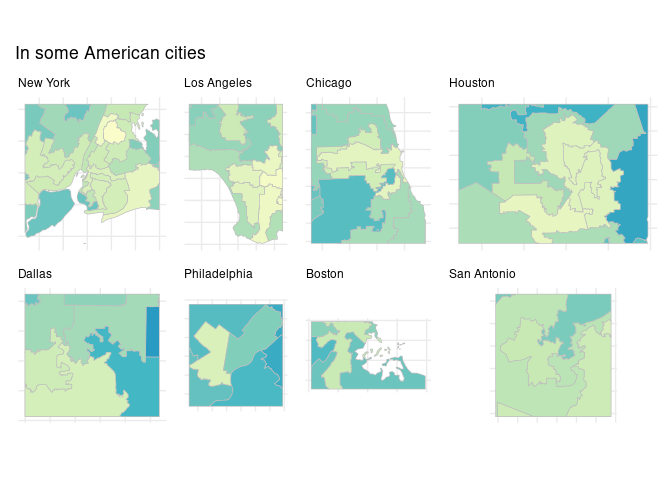 In some American cities
New York
Los Angeles
Chicago
Houston
Dallas
Philadelphia
Boston
San Antonio